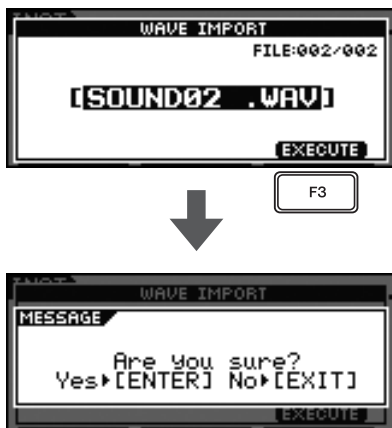 WAVE IMPORT
FILE:002/002
[SOUND02 .WAV]
EXECUTE
F3
WAVE IMPORT
MESSAGE
Are you sure?
Yes▶[ENTER] No▶[EXIT]
EXECUTE